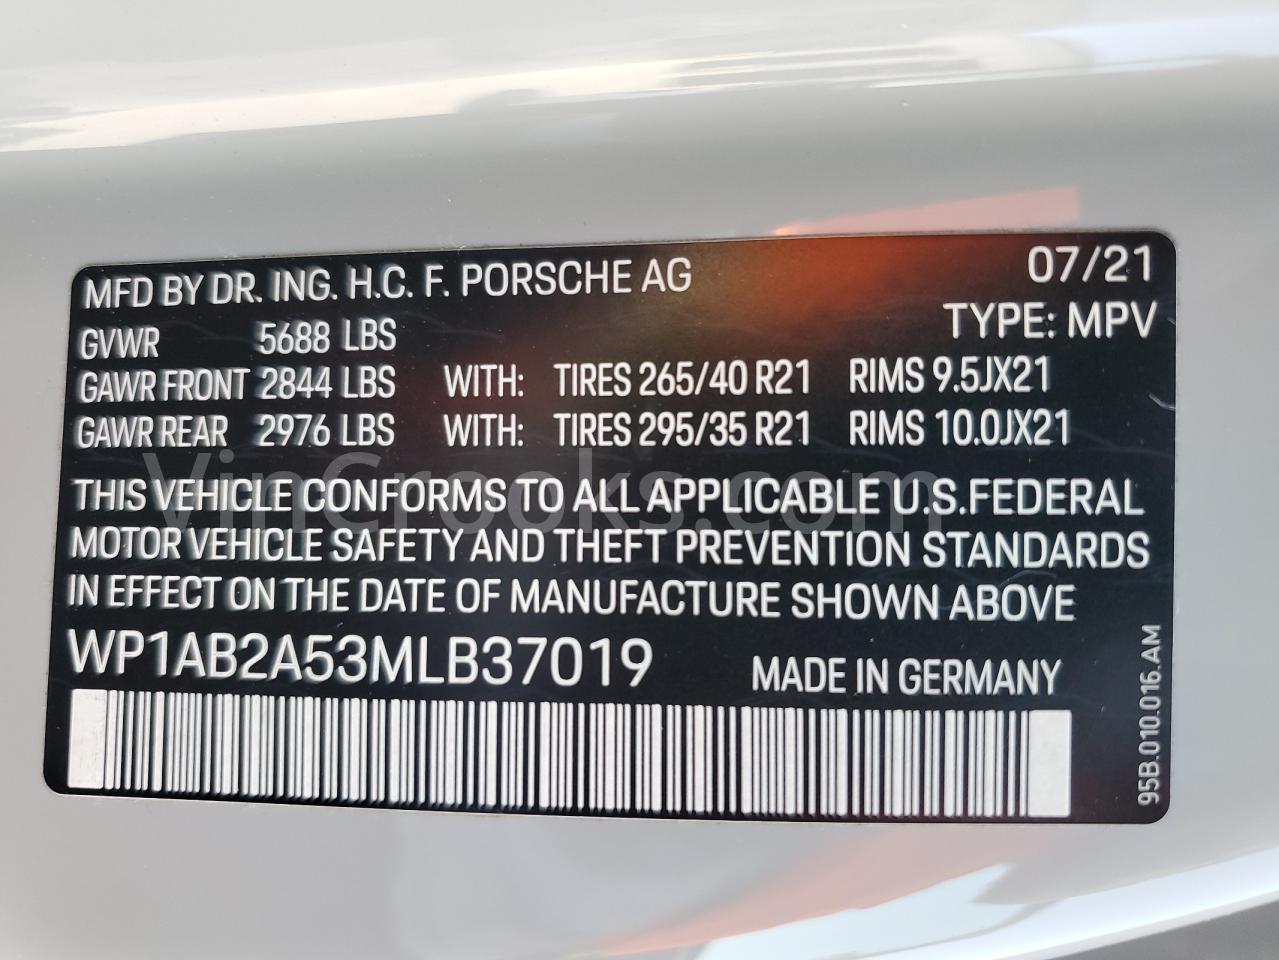 MFD BY DR. ING. H.C. F. PORSCHE AG 07/21
TYPE: MPV
GVWR 5688 LBS
GAWR FRONT 2844 LBS WITH: TIRES 265/40 R21 RIMS 9.5JX21
GAWR REAR 2976 LBS WITH: TIRES 295/35 R21 RIMS 10.0JX21
VinCrooks.com
THIS VEHICLE CONFORMS TO ALL APPLICABLE U.S.FEDERAL
MOTOR VEHICLE SAFETY AND THEFT PREVENTION STANDARDS
IN EFFECT ON THE DATE OF MANUFACTURE SHOWN ABOVE
WP1AB2A53MLB37019 MADE IN GERMANY
95B.010.016.AM